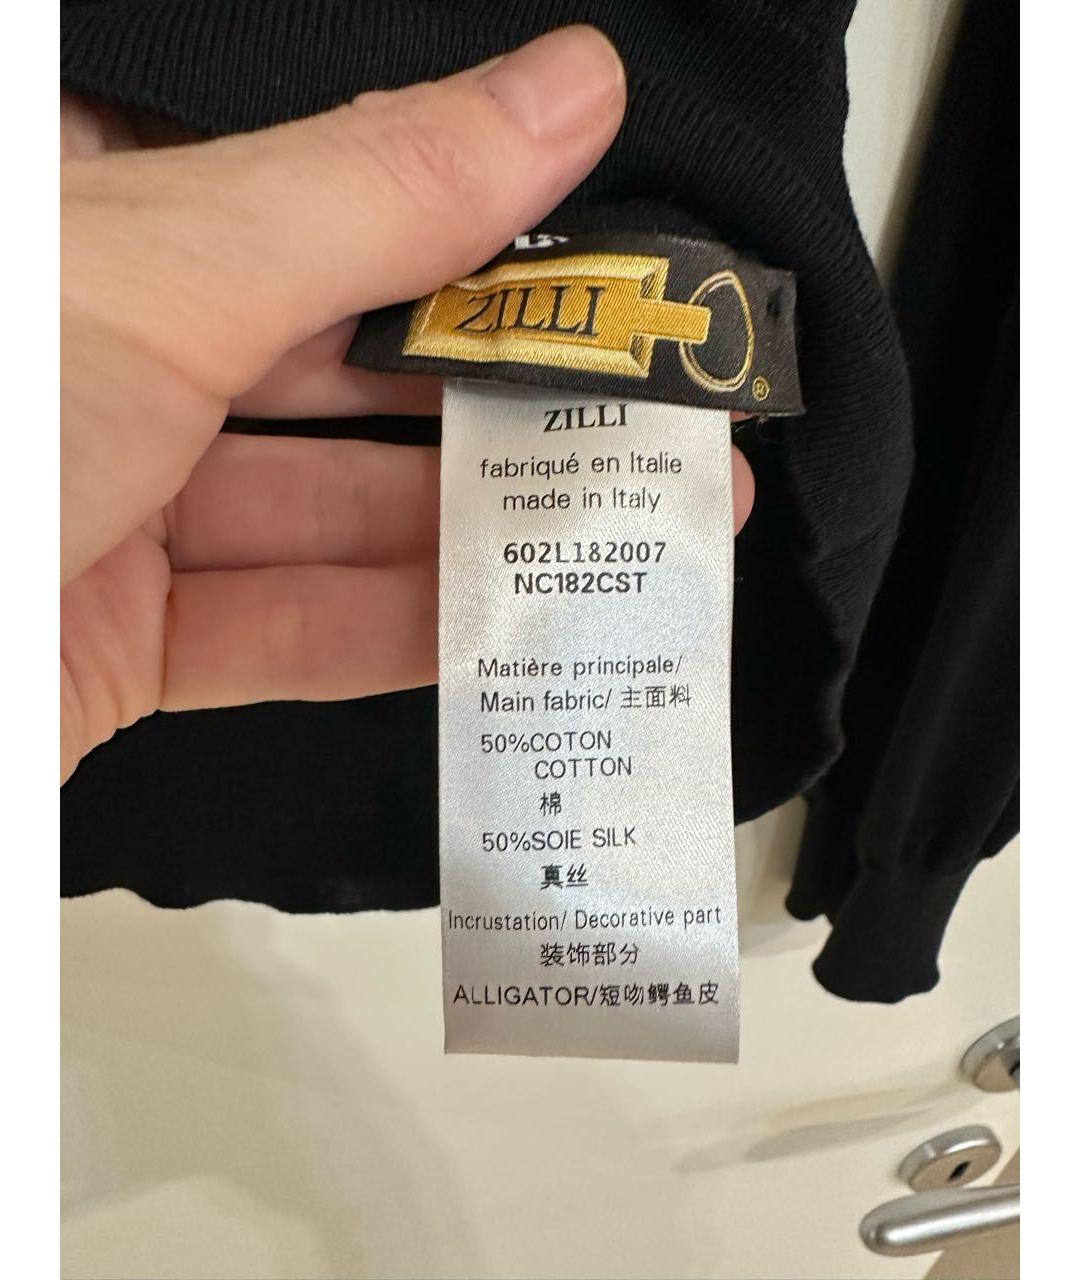 ZILLI
®
ZILLI
fabriqué en Italie
made in Italy
602L182007
NC182CST
Matière principale/
Main fabric/ 主面料
50%COTON
COTTON
棉
50%SOIE SILK
真丝
Incrustation/ Decorative part
装饰部分
ALLIGATOR/短吻鳄鱼皮